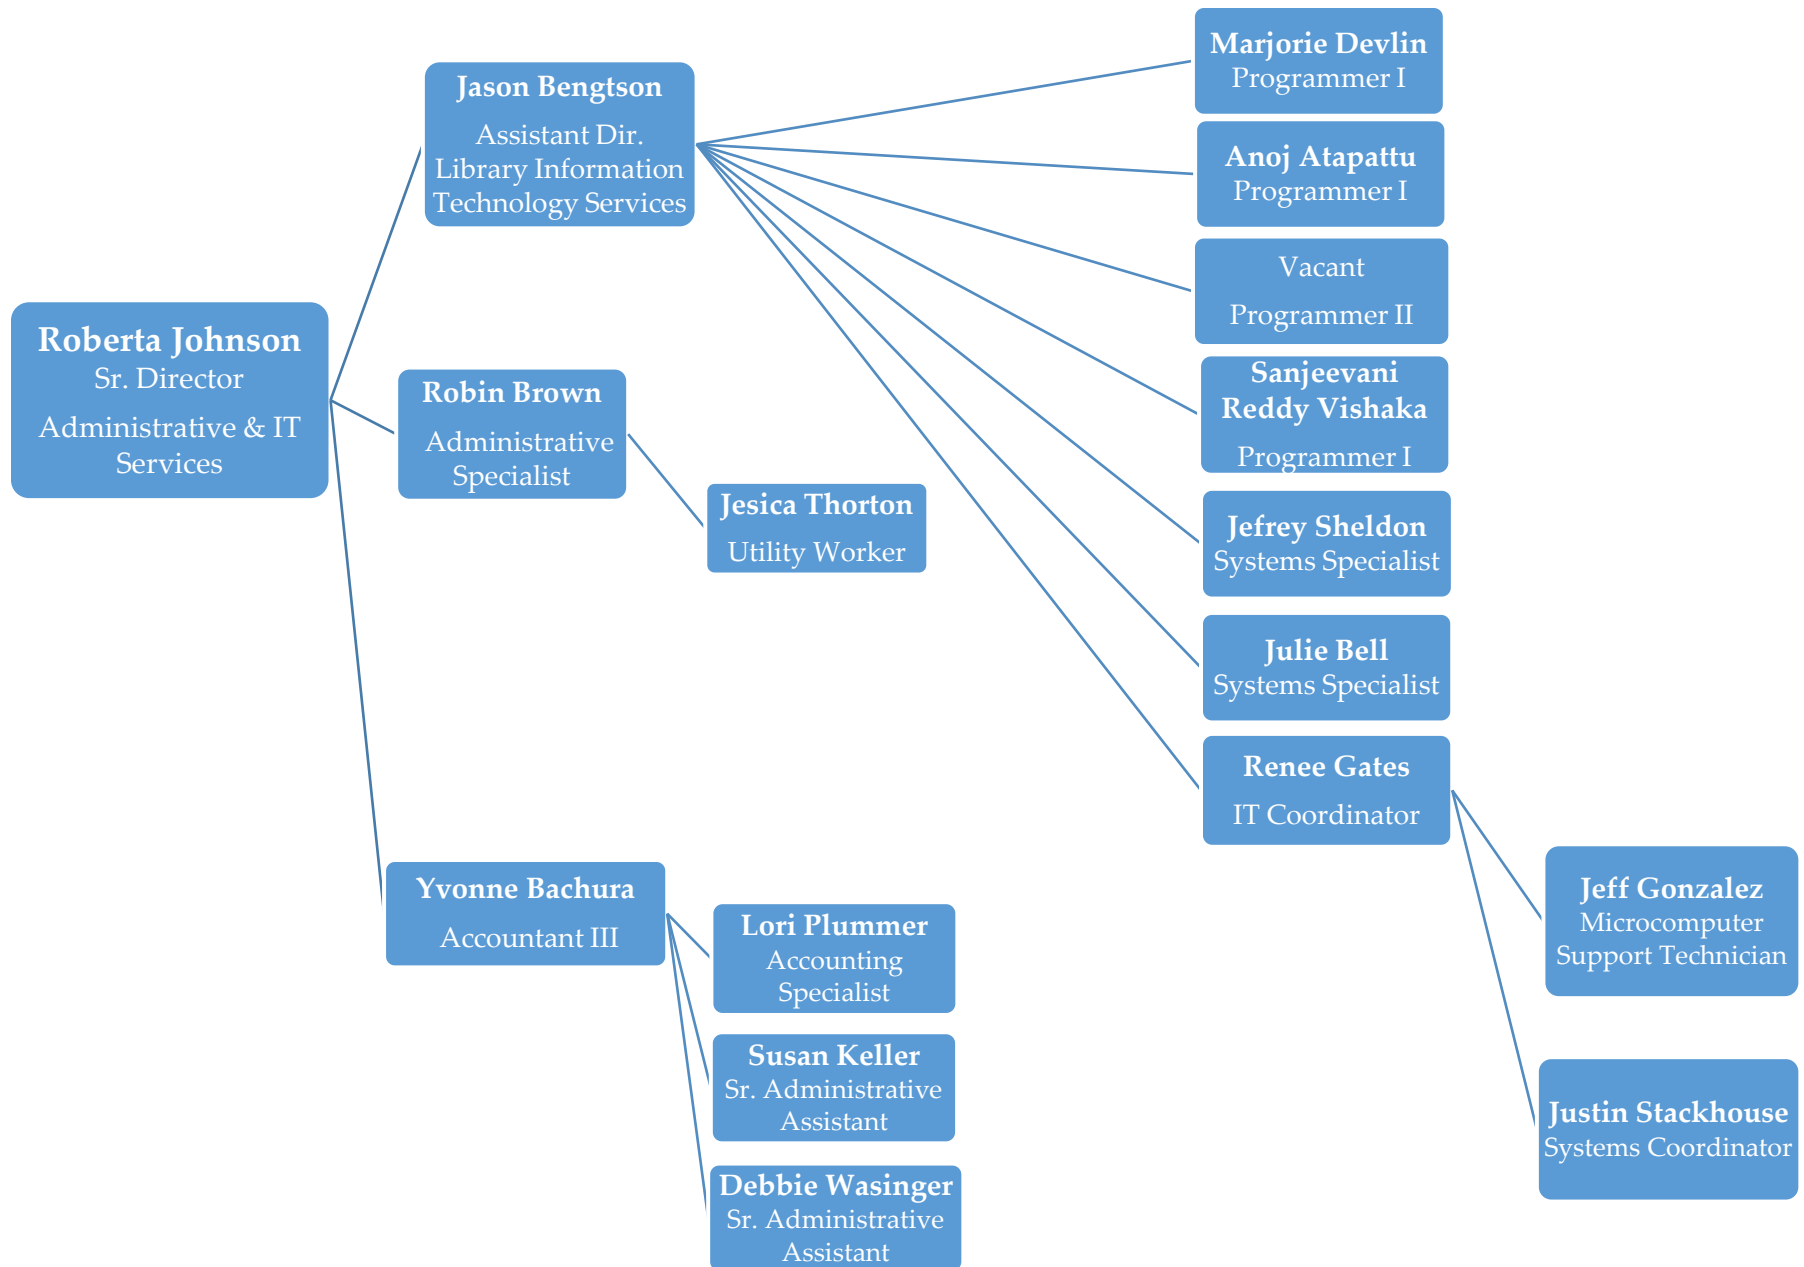 Roberta Johnson
Sr. Director
Administrative & IT
Services
Jason Bengtson
Assistant Dir.
Library Information
Technology Services
Marjorie Devlin
Programmer I
Anoj Atapattu
Programmer I
Vacant
Programmer II
Sanjeevani
Reddy Vishaka
Programmer I
Jefrey Sheldon
Systems Specialist
Julie Bell
Systems Specialist
Renee Gates
IT Coordinator
Jeff Gonzalez
Microcomputer
Support Technician
Justin Stackhouse
Systems Coordinator
Robin Brown
Administrative
Specialist
Jesica Thorton
Utility Worker
Yvonne Bachura
Accountant III
Lori Plummer
Accounting
Specialist
Susan Keller
Sr. Administrative
Assistant
Debbie Wasinger
Sr. Administrative
Assistant